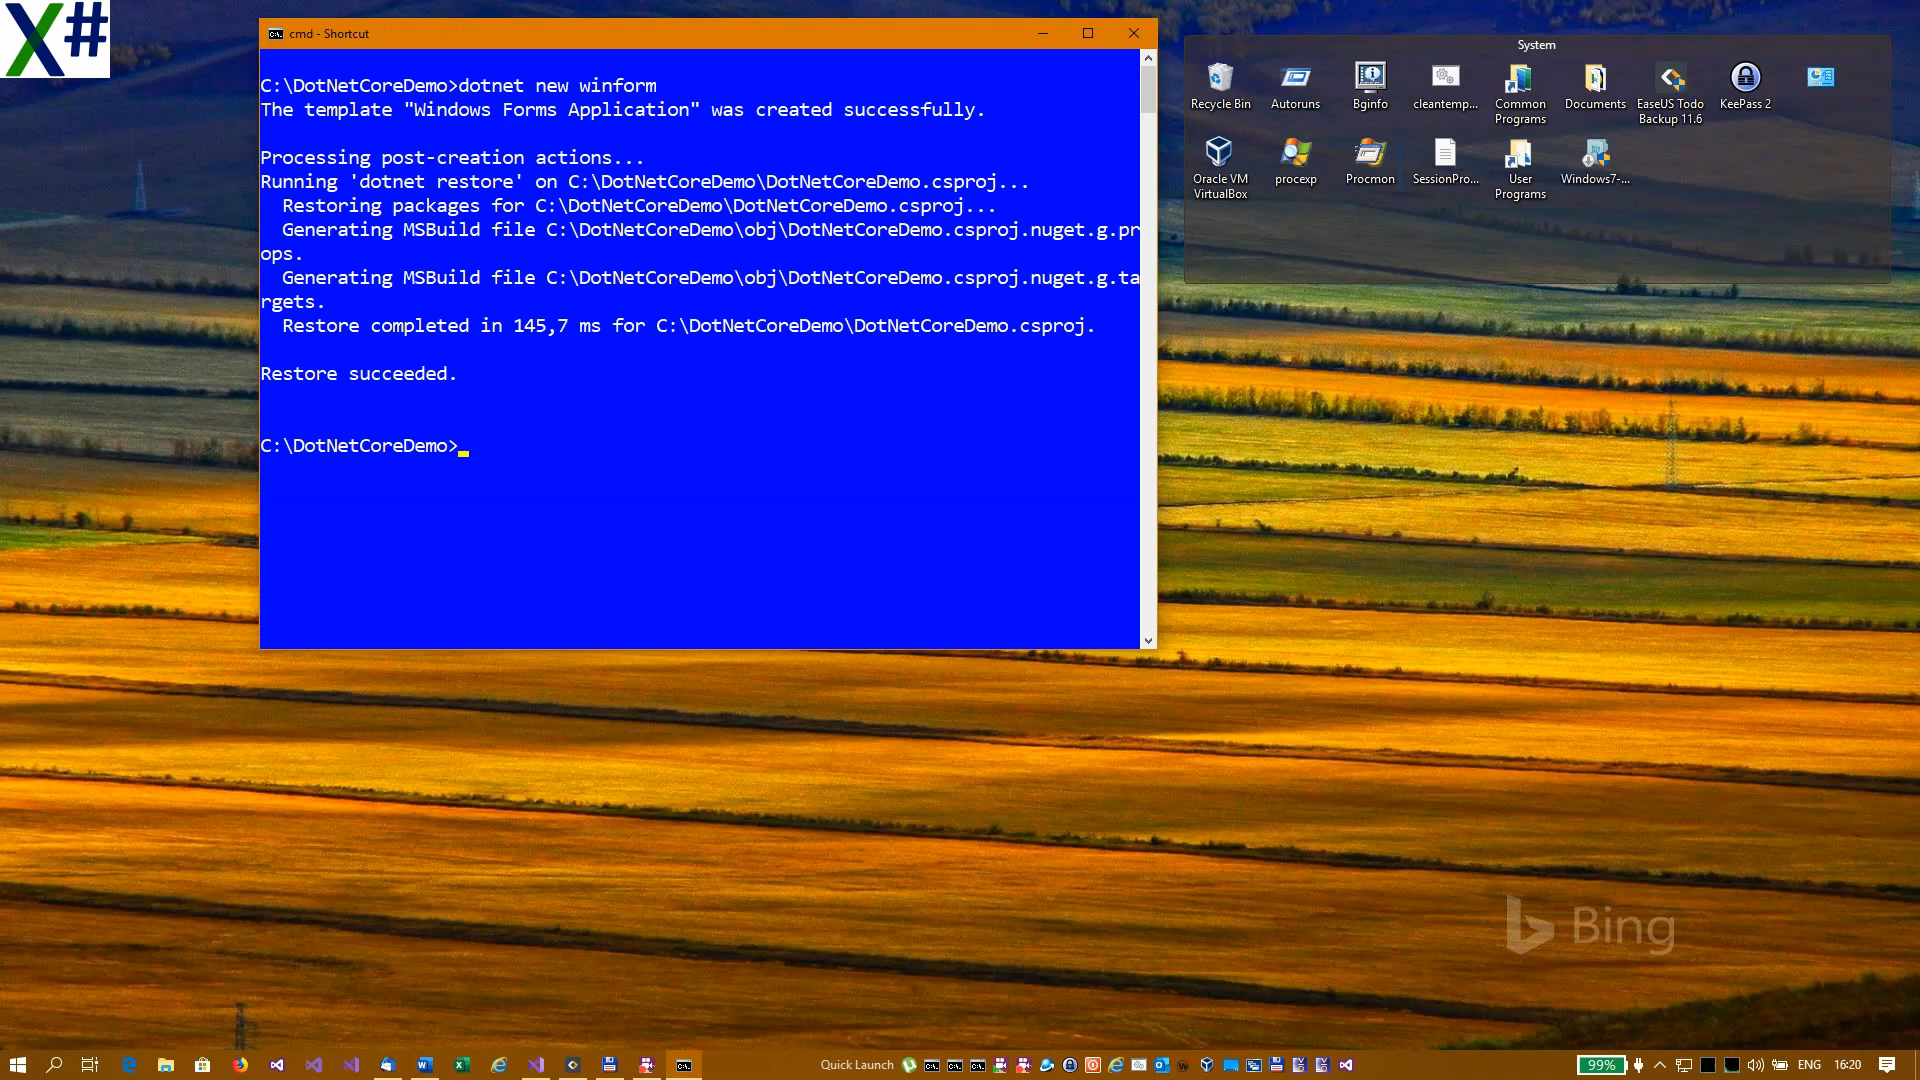 X#
cmd - Shortcut
C:\DotNetCoreDemo>dotnet new winform
The template "Windows Forms Application" was created successfully.
Processing post-creation actions...
Running 'dotnet restore' on C:\DotNetCoreDemo\DotNetCoreDemo.csproj...
Restoring packages for C:\DotNetCoreDemo\DotNetCoreDemo.csproj...
Generating MSBuild file C:\DotNetCoreDemo\obj\DotNetCoreDemo.csproj.nuget.g.pr
ops.
Generating MSBuild file C:\DotNetCoreDemo\obj\DotNetCoreDemo.csproj.nuget.g.ta
rgets.
Restore completed in 145,7 ms for C:\DotNetCoreDemo\DotNetCoreDemo.csproj.
Restore succeeded.
C:\DotNetCoreDemo>_
System
Recycle Bin
Autoruns
Bginfo
cleantemp...
Common
Programs
Documents
EaseUS Todo
Backup 11.6
KeePass 2
Oracle VM
VirtualBox
procexp
Procmon
SessionPro...
User
Programs
Windows7-...
Bing
Quick Launch
99%
ENG
16:20